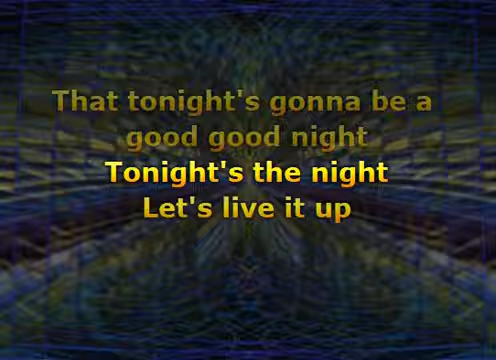 That tonight's gonna be a
good good night
Tonight's the night
Let's live it up